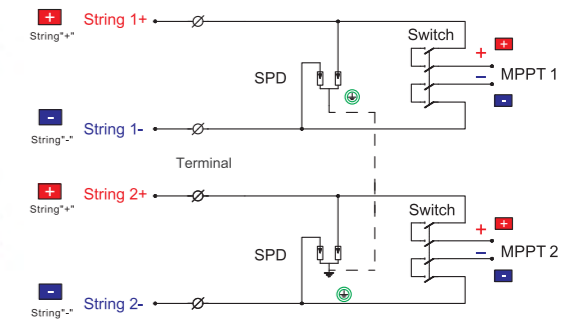 + String 1+
String"+"
Switch
+ +
SPD
MPPT 1
− -
- String 1-
String"-"
Terminal
+ String 2+
String"+"
Switch
+ +
SPD
MPPT 2
− -
- String 2-
String"-"